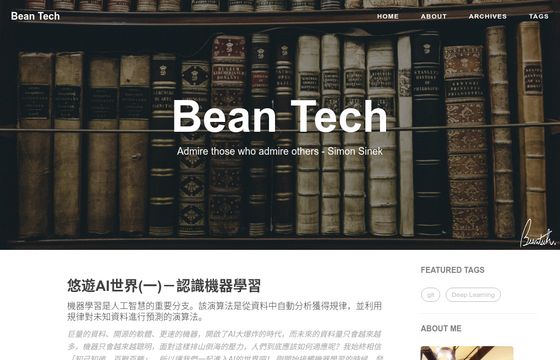 Bean Tech
HOME ABOUT ARCHIVES TAGS
Bean Tech
Admire those who admire others - Simon Sinek
悠遊AI世界(一)－認識機器學習
機器學習是人工智慧的重要分支。該演算法是從資料中自動分析獲得規律，並利用
規律對未知資料進行預測的演算法。
巨量的資料、開源的軟體、更迭的機器，開啟了AI大爆炸的時代，而未來的資料量只會越來越
多，機器只會越來越聰明，面對這樣排山倒海的壓力，人們到底應該如何適應呢？我始終相信
FEATURED TAGS
git
Deep Learning
ABOUT ME